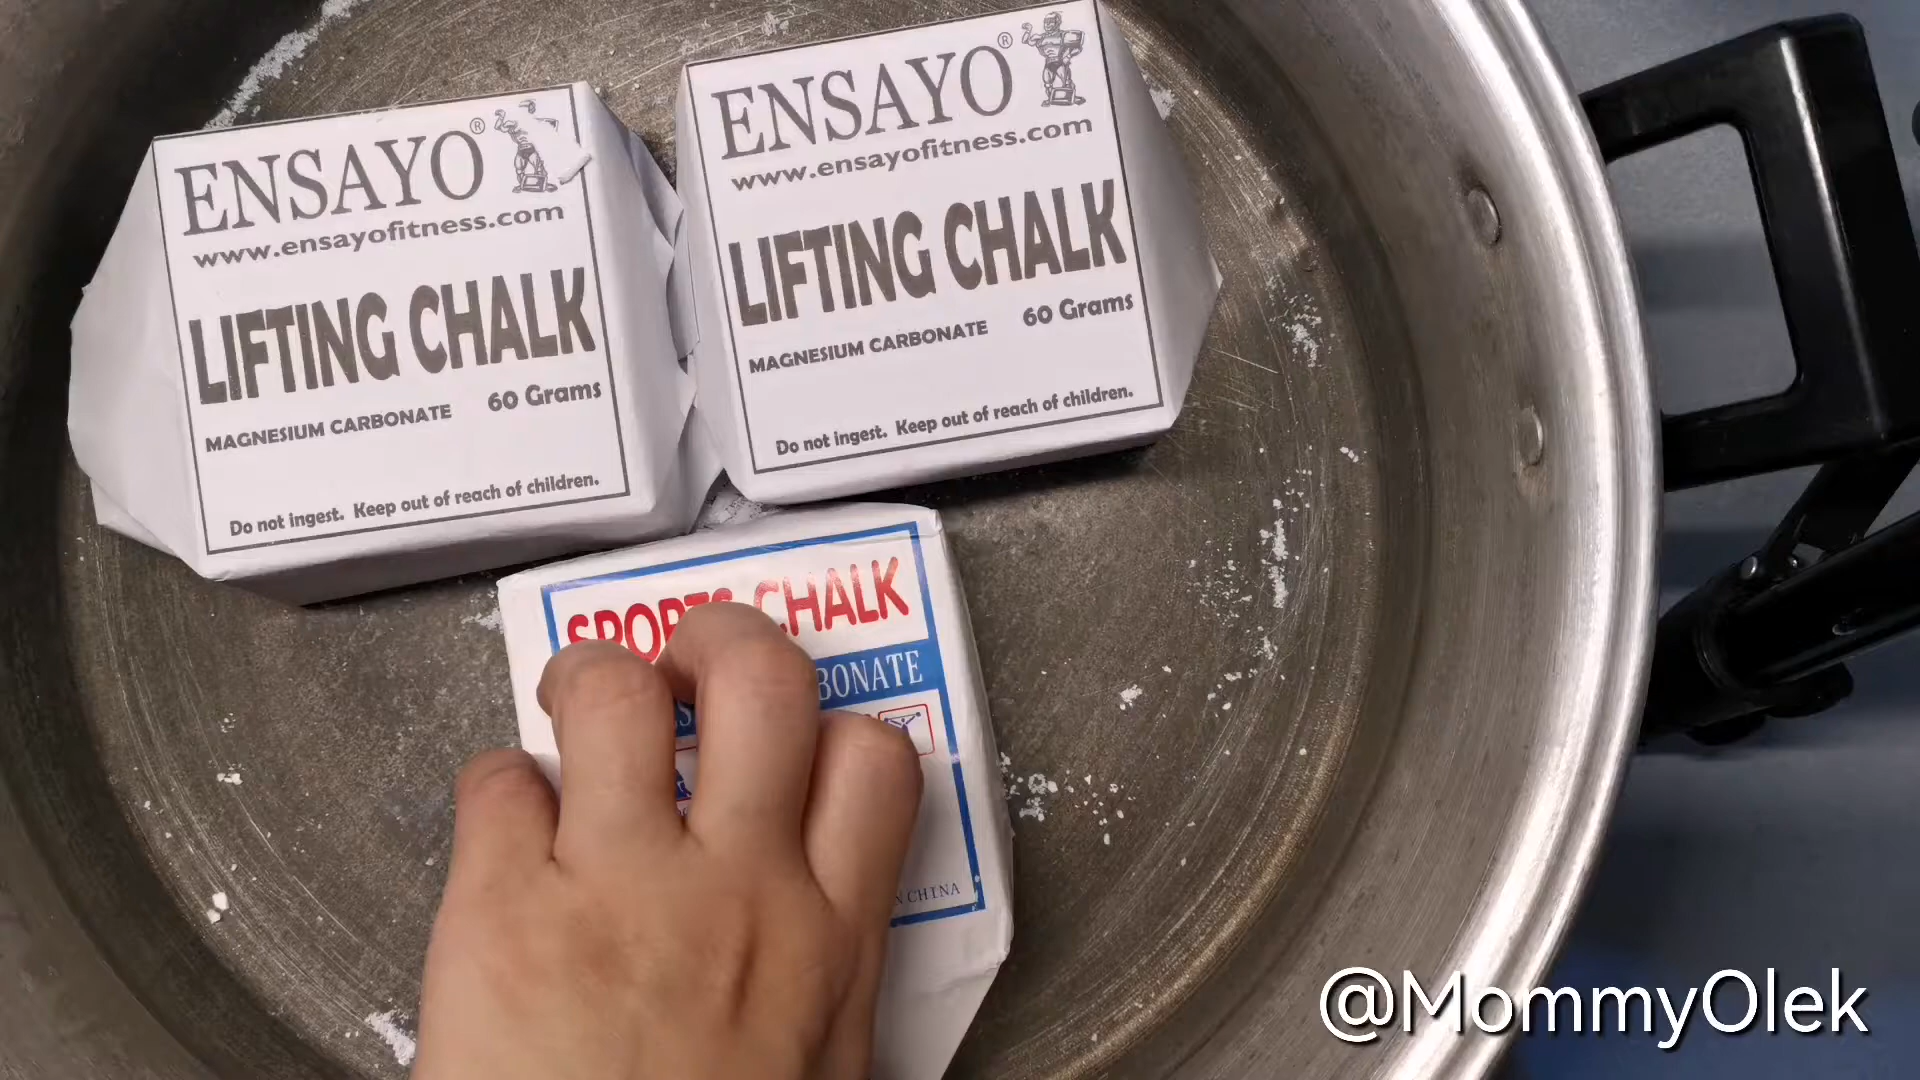 ENSAYO®
www.ensayofitness.com
LIFTING CHALK
MAGNESIUM CARBONATE 60 Grams
Do not ingest. Keep out of reach of children.
ENSAYO®
www.ensayofitness.com
LIFTING CHALK
MAGNESIUM CARBONATE 60 Grams
Do not ingest. Keep out of reach of children.
SPORTS CHALK
BONATE
CHINA
@MommyOlek